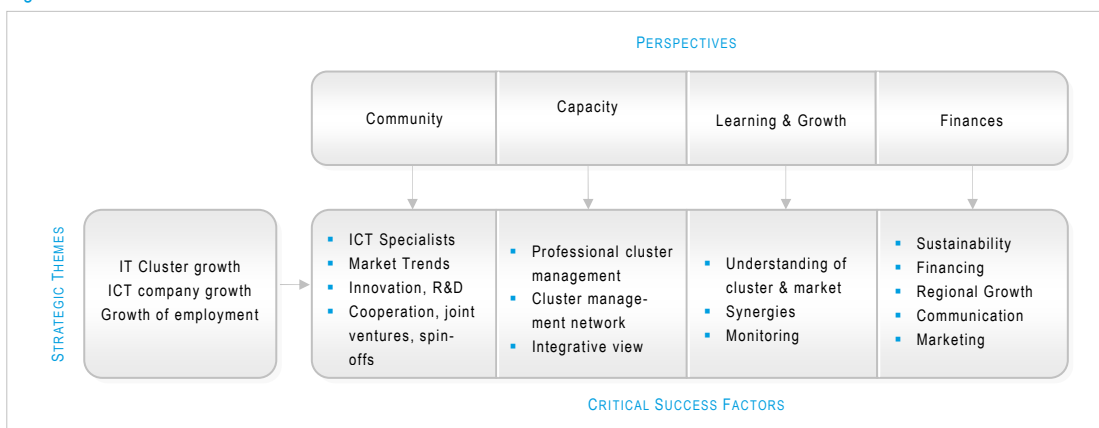 PERSPECTIVES
Community
Capacity
Learning & Growth
Finances
STRATEGIC THEMES
IT Cluster growth
ICT company growth
Growth of employment
ICT Specialists
Market Trends
Innovation, R&D
Cooperation, joint
ventures, spin-
offs
Professional cluster
management
Cluster manage-
ment network
Integrative view
Understanding of
cluster & market
Synergies
Monitoring
Sustainability
Financing
Regional Growth
Communication
Marketing
CRITICAL SUCCESS FACTORS